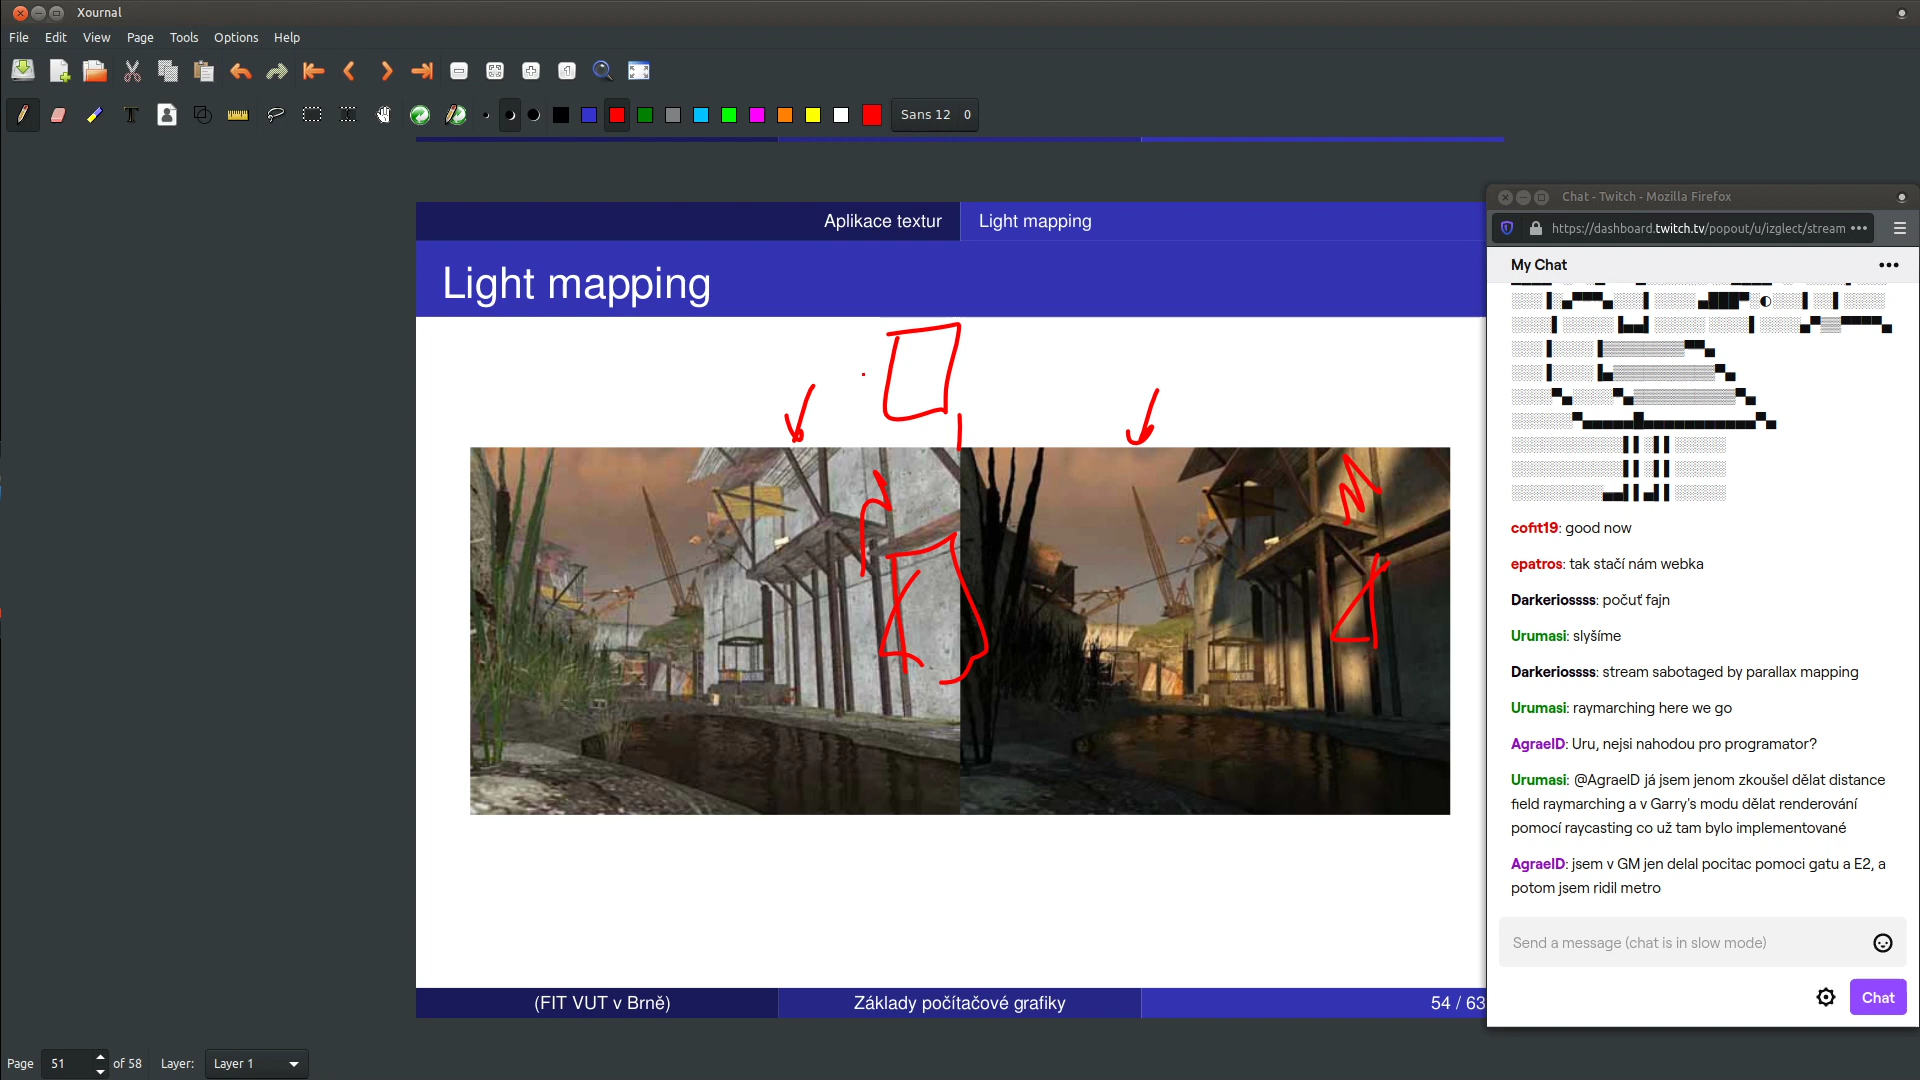 Xournal
File Edit View Page Tools Options Help
Sans 12 0
Aplikace textur Light mapping
Light mapping
(FIT VUT v Brně) Základy počítačové grafiky 54 / 63
Page 51 of 58 Layer: Layer 1
Chat - Twitch - Mozilla Firefox
https://dashboard.twitch.tv/popout/u/izglect/stream
My Chat
cofit19: good now
epatros: tak stačí nám webka
Darkeriossss: počuť fajn
Urumasi: slyšíme
Darkeriossss: stream sabotaged by parallax mapping
Urumasi: raymarching here we go
AgraelD: Uru, nejsi nahodou pro programator?
Urumasi: @AgraelD já jsem jenom zkoušel dělat distance
field raymarching a v Garry's modu dělat renderování
pomocí raycasting co už tam bylo implementované
AgraelD: jsem v GM jen delal pocitac pomoci gatu a E2, a
potom jsem ridil metro
Send a message (chat is in slow mode)
Chat